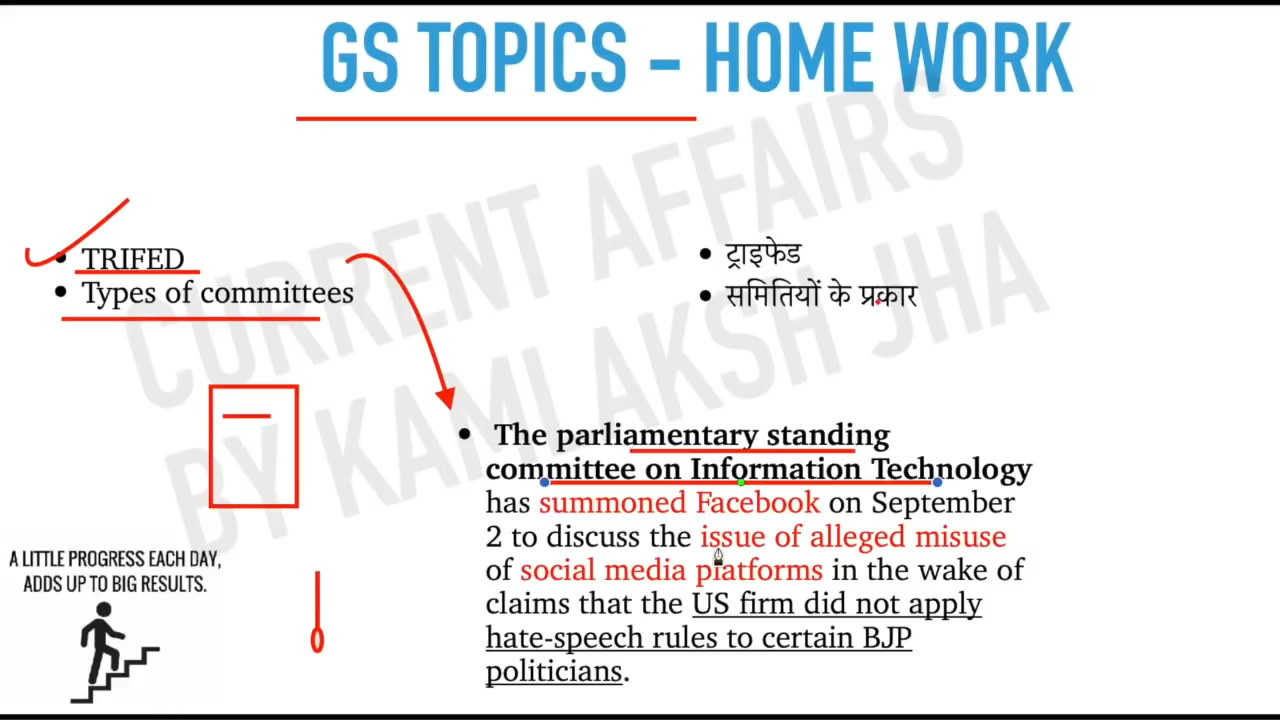 GS TOPICS - HOME WORK
CURRENT AFFAIRS
BY KAMLAKSH JHA
• TRIFED
• Types of committees
• ट्राइफेड
• समितियों के प्रकार
• The parliamentary standing
committee on Information Technology
has summoned Facebook on September
2 to discuss the issue of alleged misuse
of social media platforms in the wake of
claims that the US firm did not apply
hate-speech rules to certain BJP
politicians.
A LITTLE PROGRESS EACH DAY,
ADDS UP TO BIG RESULTS.